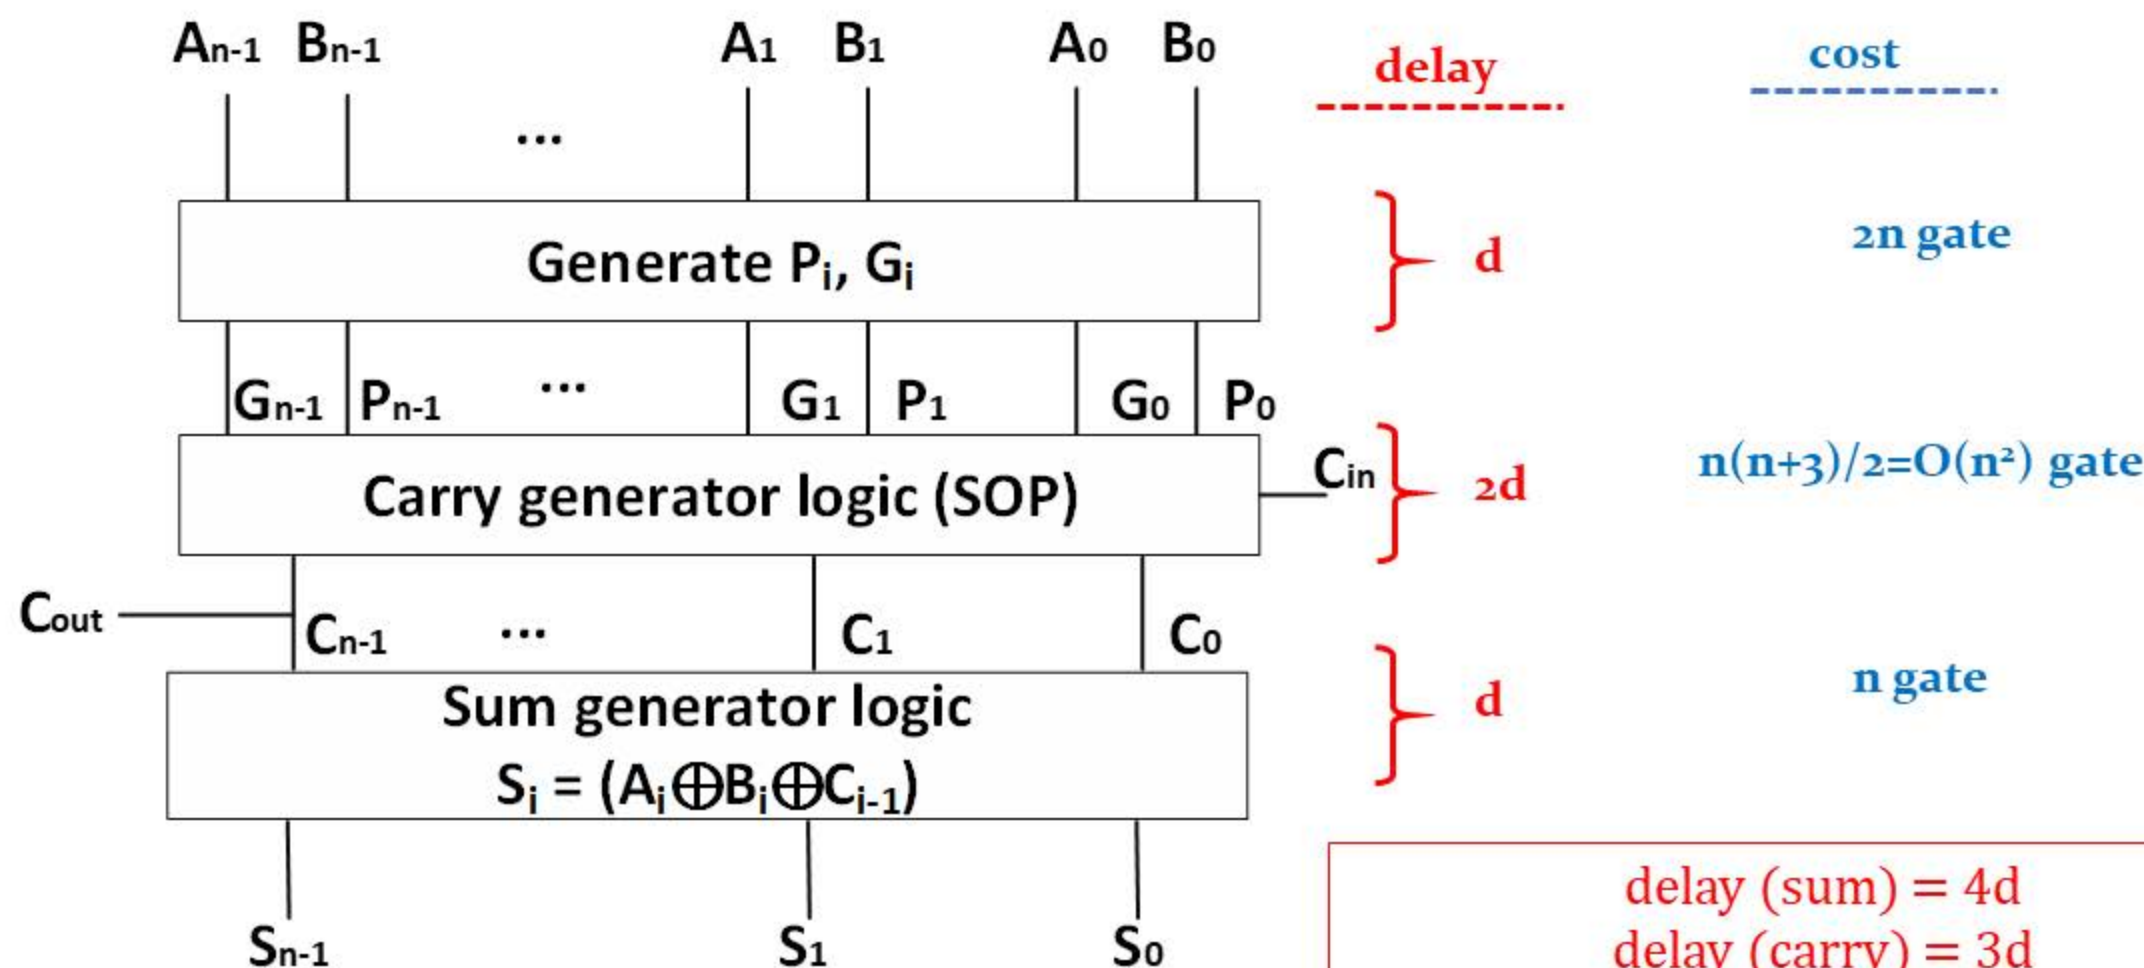 An-1 Bn-1 A1 B1 A0 B0 delay cost
...
Generate Pi, Gi d 2n gate
Gn-1 Pn-1 ... G1 P1 G0 P0
Carry generator logic (SOP) Cin 2d n(n+3)/2=O(n²) gate
Cout Cn-1 ... C1 C0
Sum generator logic d n gate
Si = (Ai⊕Bi⊕Ci-1)
Sn-1 S1 S0
delay (sum) = 4d
delay (carry) = 3d